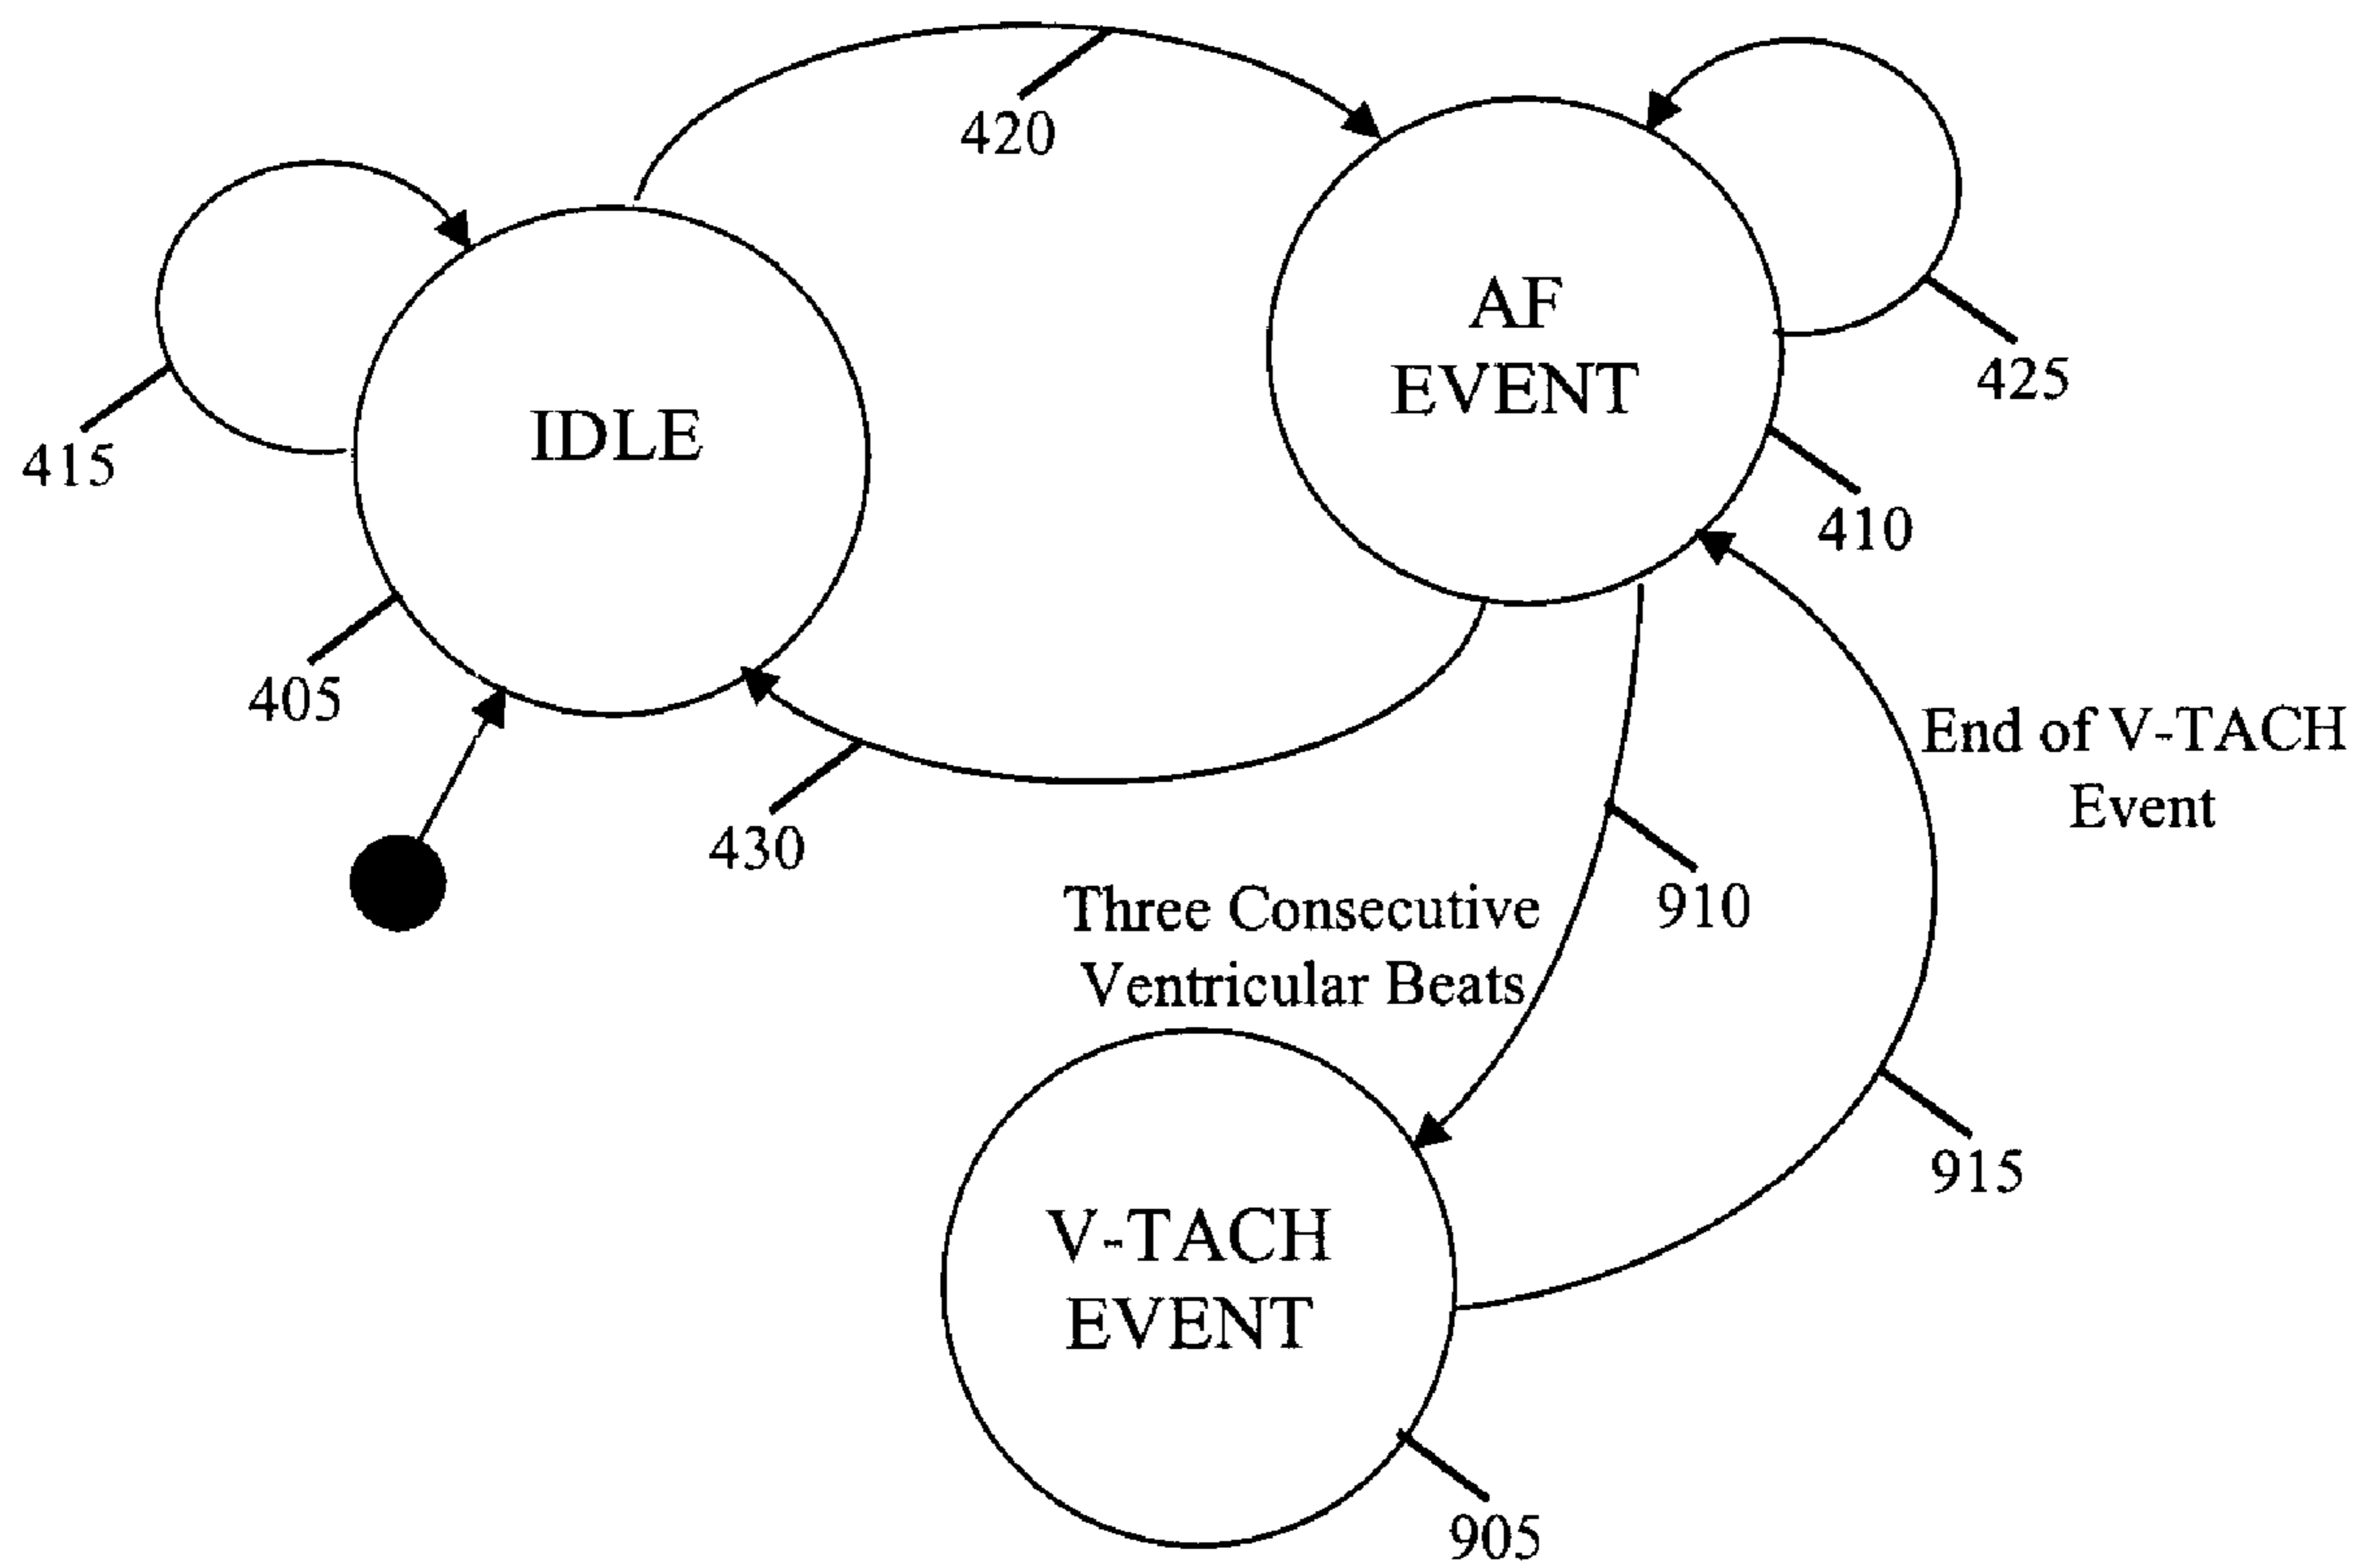 420
AF
EVENT
425
IDLE
415
410
405
End of V-TACH
Event
430
Three Consecutive
Ventricular Beats
910
915
V-TACH
EVENT
905